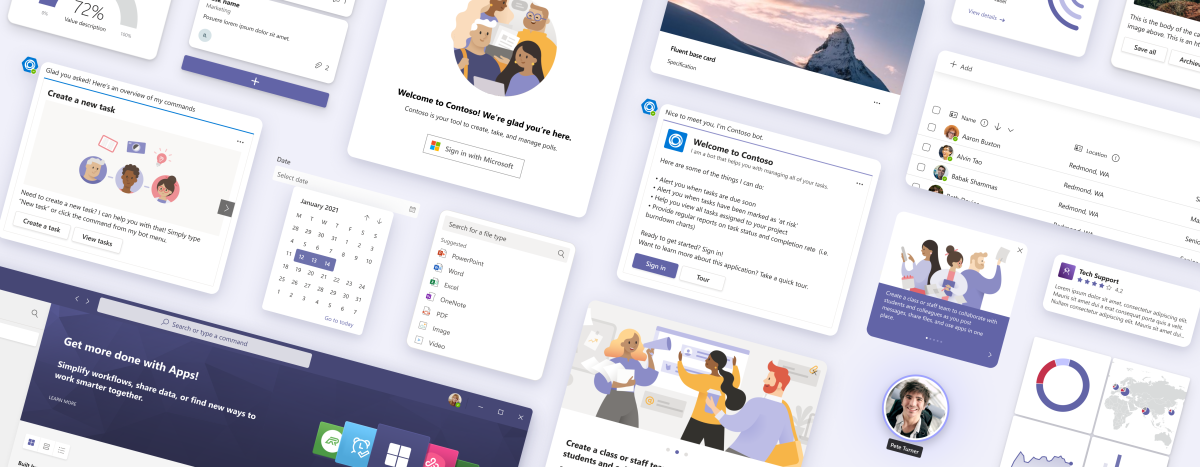 72%
0%
100%
Value description
name
Marketing
Posuere lorem ipsum dolor sit amet.
R
2
1
+
Glad you asked! Here's an overview of my commands
Create a new task
Need to create a new task? I can help you with that! Simply type
"New task" or click the command from my bot menu.
Create a task
View tasks
Welcome to Contoso! We're glad you're here.
Contoso is your tool to create, take, and manage polls.
Sign in with Microsoft
Date
Select date
January 2021
M T W T F S S
28 29 30 31 1 2 3
4 5 6 7 8 9 10
11 12 13 14
18 19 20 21 22 23 24
25 26 27 28 29 30 31
1 2 3 4 5 6 7
Go to today
Search for a file type
Suggested
PowerPoint
Word
Excel
OneNote
PDF
Image
Video
Search or type a command
Get more done with Apps!
Simplify workflows, share data, or find new ways to
work smarter together.
LEARN MORE
Fluent base card
Specification
Nice to meet you, I'm Contoso bot.
Welcome to Contoso
I am a bot that helps you with managing all of your tasks.
Here are some of the things I can do:
• Alert you when tasks are due soon
• Alert you when tasks have been marked as 'at risk'
• Help you view all tasks assigned to your project
• Provide regular reports on task status and completion rate (i.e.
burndown charts)
Ready to get started? Sign in!
Want to learn more about this application? Take a quick tour.
Sign in
Tour
View details →
This is the body of the
image above. This is an
Save all
+ Add
Name
Location
Aaron Buxton
Redmond, WA
Alvin Tao
Redmond, WA
Babak Shammas
Redmond, WA
Create a class or staff team to collaborate with
students and colleagues as you post
messages, share files, and use apps in one
place.
Tech Support
4.2
Lorem ipsum dolor sit amet, consectetur adipiscing elit.
Mauris sit amet dui a erat consequat porta quis a velit.
Nullam consectetur adipiscing elit. Mauris sit amet dui...
Create a class or staff
students and
Pete Turner